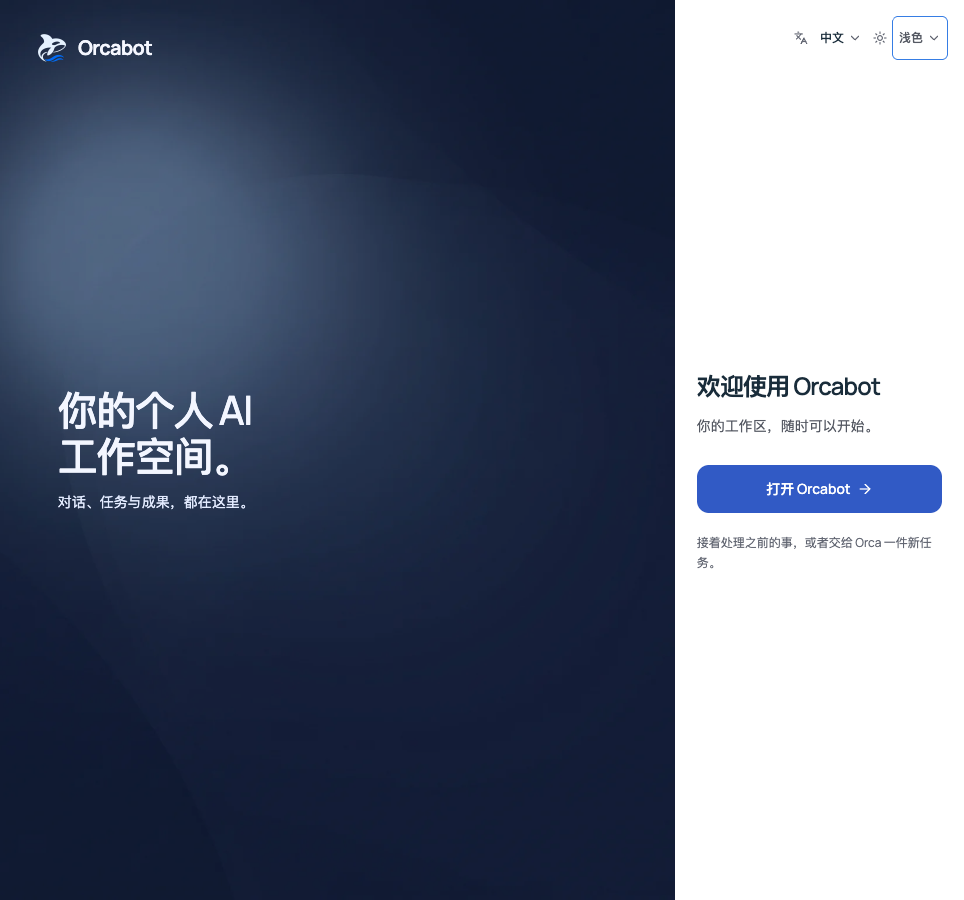 Orcabot
中文
浅色
你的个人 AI
工作空间。
对话、任务与成果，都在这里。
欢迎使用 Orcabot
你的工作区，随时可以开始。
打开 Orcabot →
接着处理之前的事，或者交给 Orca 一件新任
务。